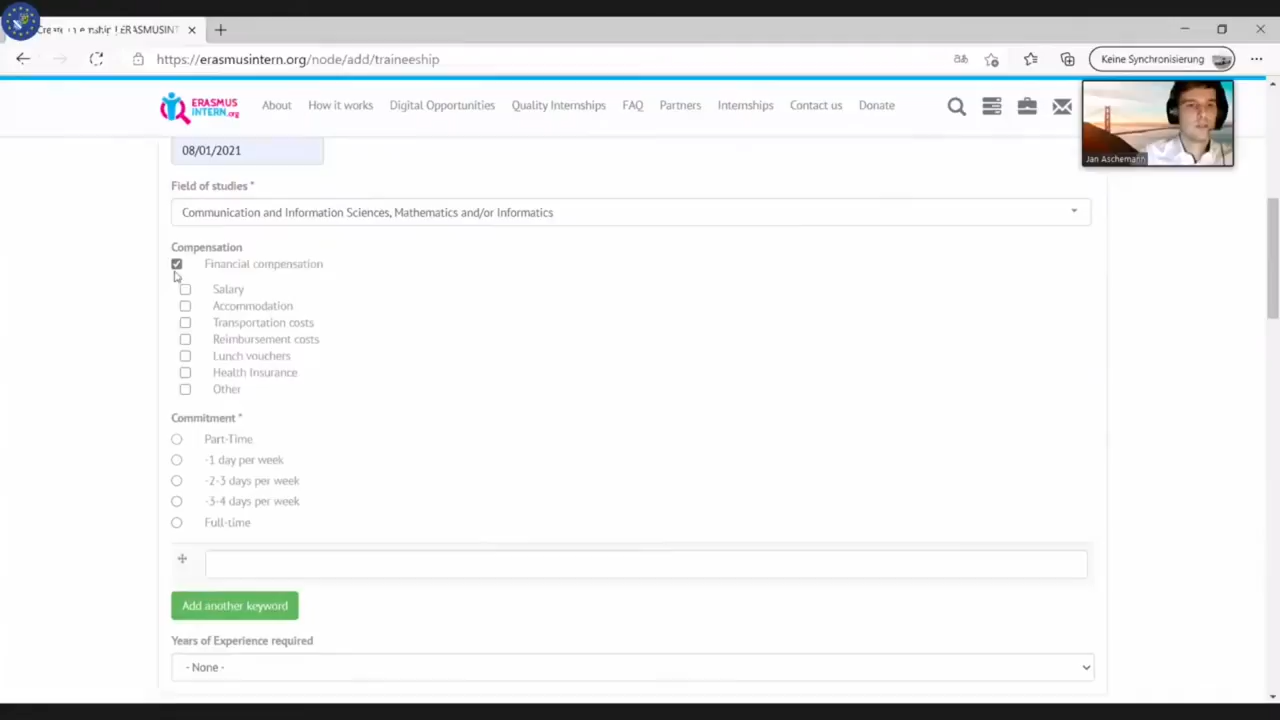 https://erasmusintern.org/node/add/traineeship
Keine Synchronisierung
ERASMUS
INTERN.org
About
How it works
Digital Opportunities
Quality Internships
FAQ
Partners
Internships
Contact us
Donate
Jan Aschemann
08/01/2021
Field of studies *
Communication and Information Sciences, Mathematics and/or Informatics
Compensation
Financial compensation
Salary
Accommodation
Transportation costs
Reimbursement costs
Lunch vouchers
Health Insurance
Other
Commitment *
Part-Time
-1 day per week
-2-3 days per week
-3-4 days per week
Full-time
Add another keyword
Years of Experience required
- None -